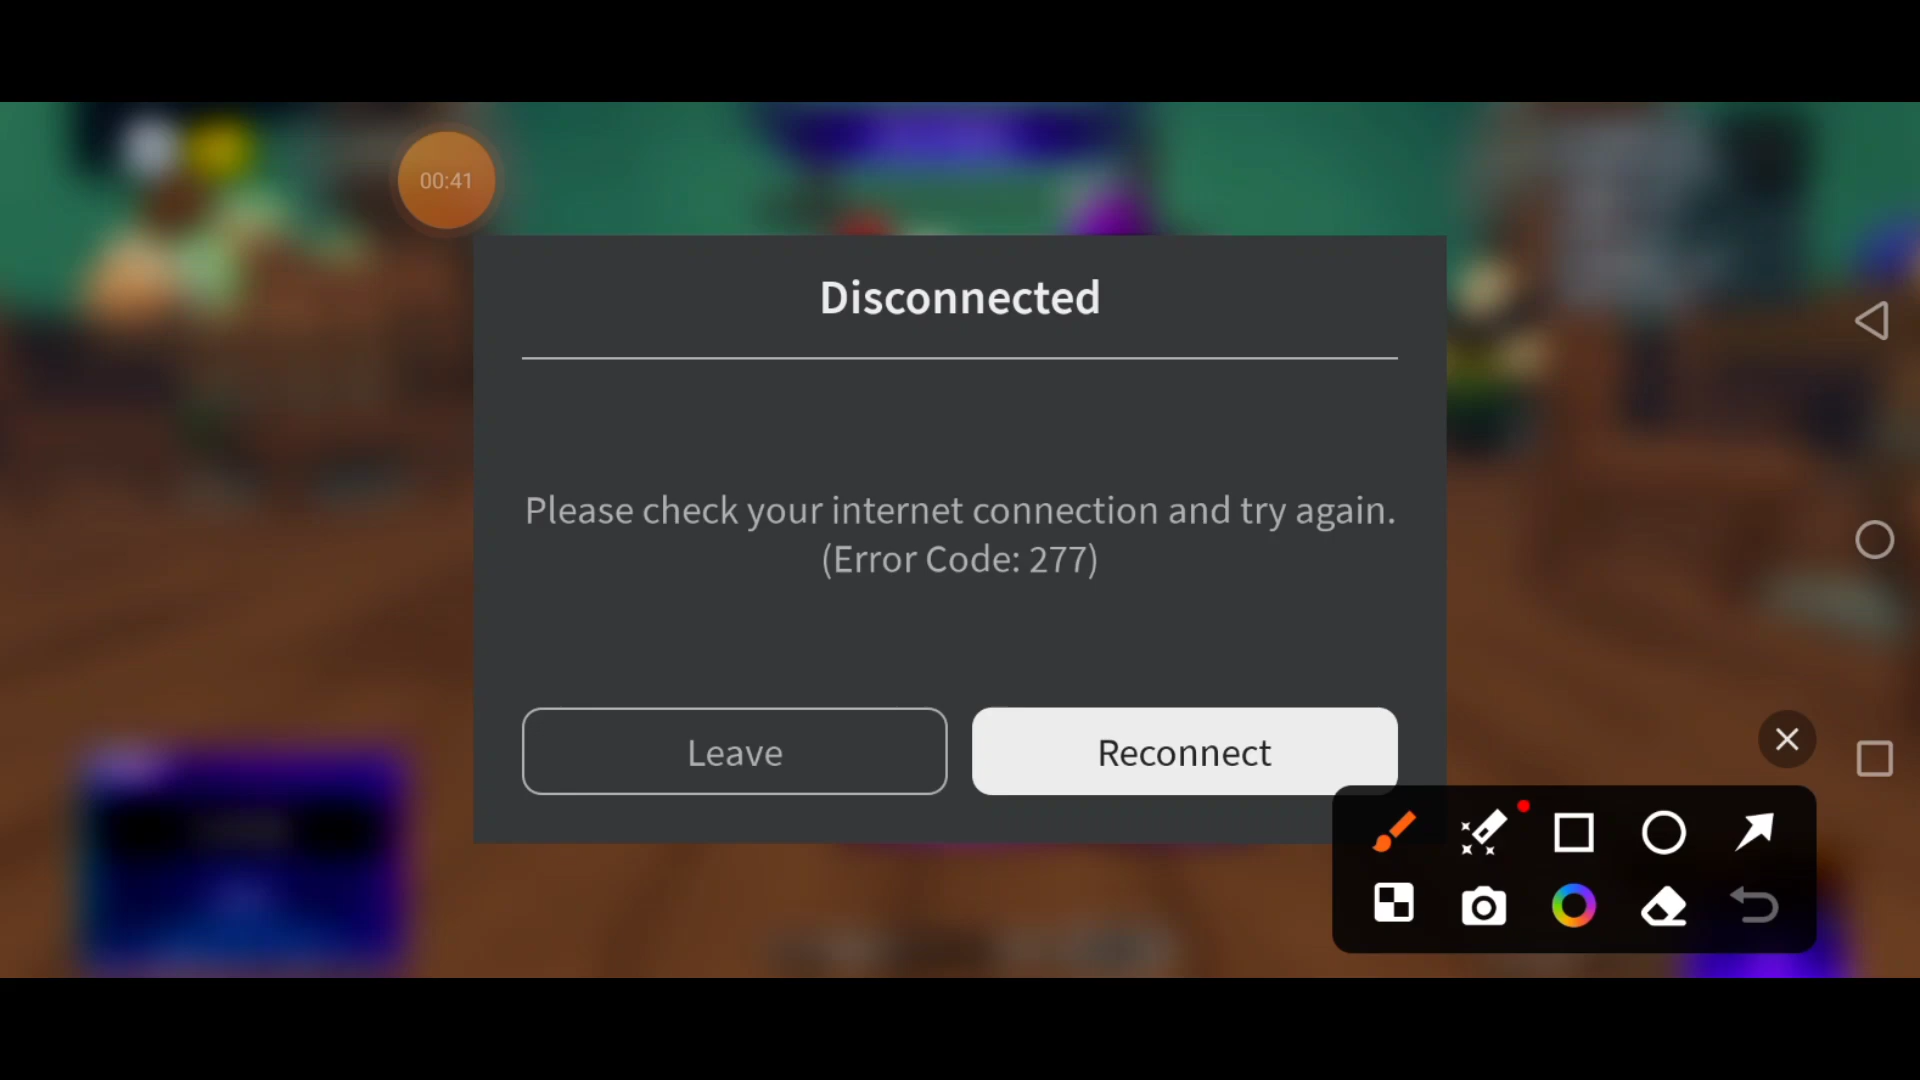 00:41
Disconnected
Please check your internet connection and try again.
(Error Code: 277)
Leave
Reconnect